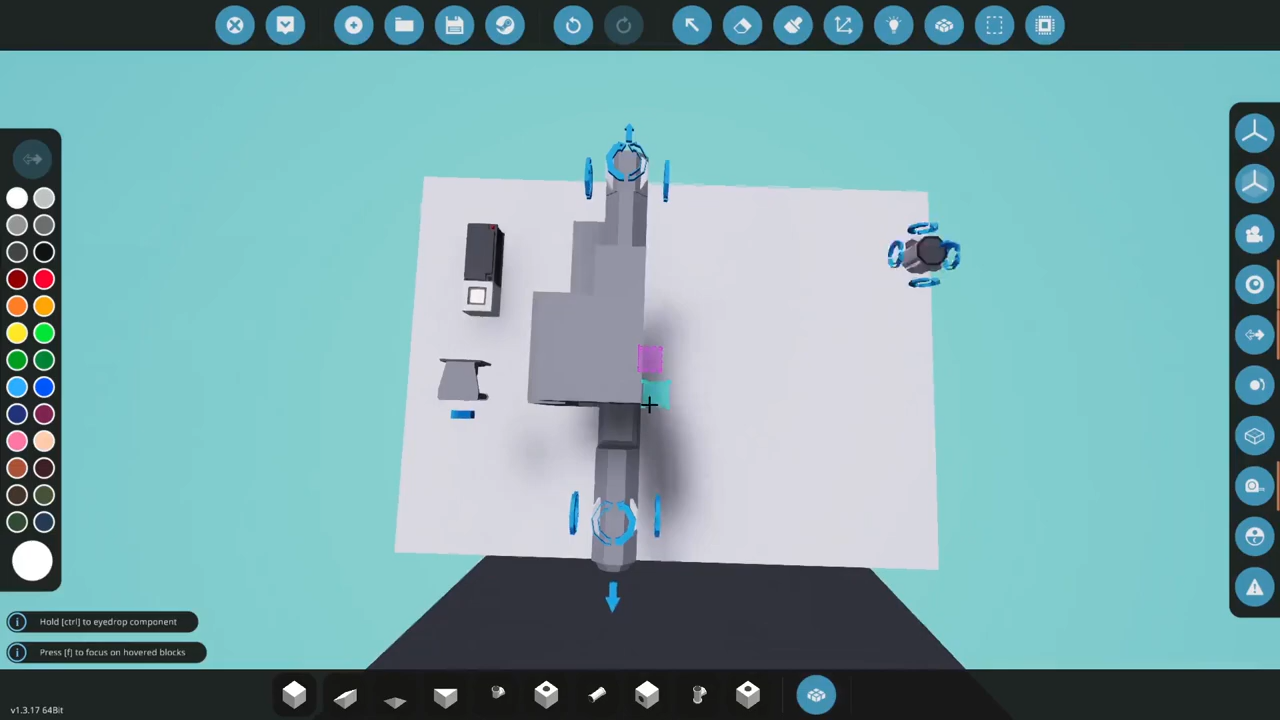 Hold [ctrl] to eyedrop component
Press [f] to focus on hovered blocks
v1.3.17 64Bit